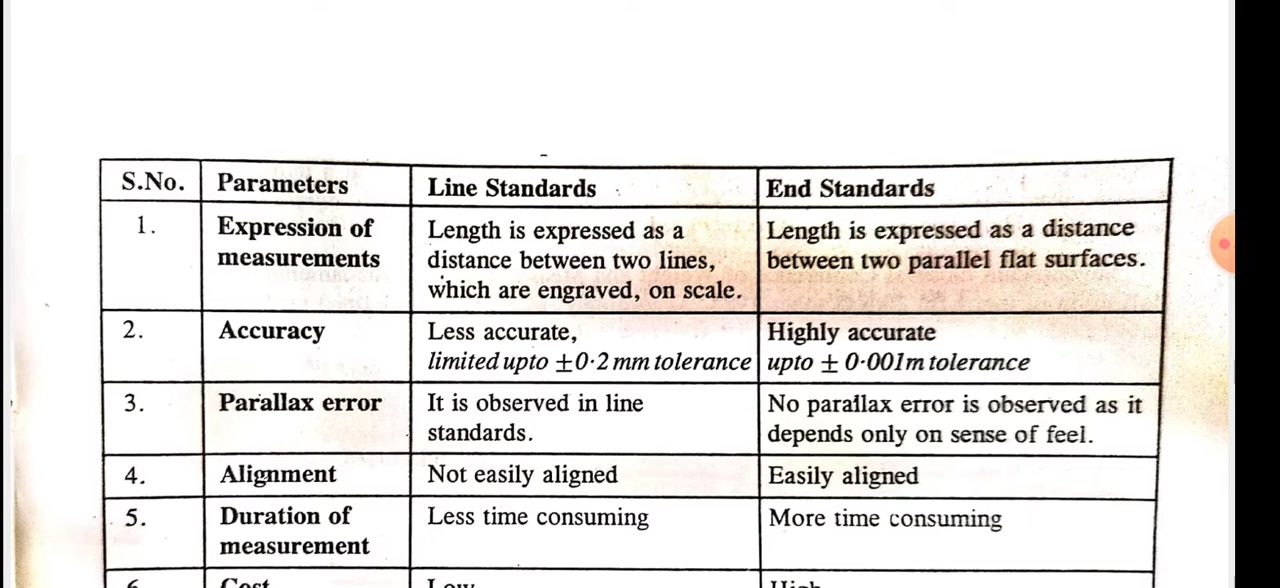 S.No. Parameters Line Standards End Standards
1. Expression of Length is expressed as a Length is expressed as a distance
measurements distance between two lines, between two parallel flat surfaces.
which are engraved, on scale.
2. Accuracy Less accurate, Highly accurate
limited upto ±0·2 mm tolerance upto ± 0·001m tolerance
3. Parallax error It is observed in line No parallax error is observed as it
standards. depends only on sense of feel.
4. Alignment Not easily aligned Easily aligned
5. Duration of Less time consuming More time consuming
measurement
6 Cost Low High